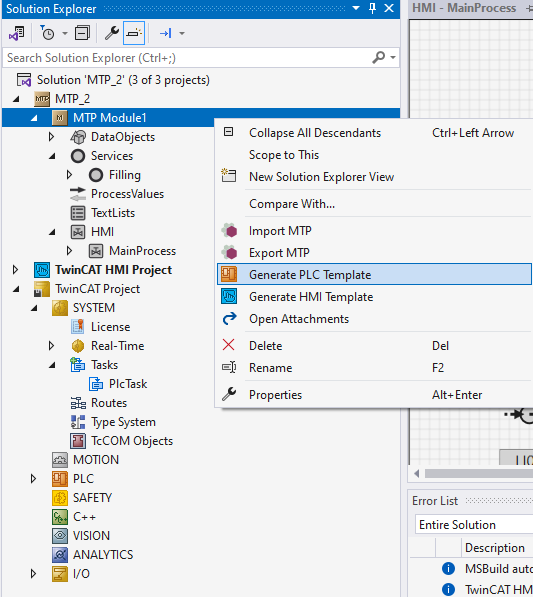 Solution Explorer
HMI - MainProcess
Search Solution Explorer (Ctrl+;)
Solution 'MTP_2' (3 of 3 projects)
MTP_2
MTP Module1
DataObjects
Services
Filling
ProcessValues
TextLists
HMI
MainProcess
TwinCAT HMI Project
TwinCAT Project
SYSTEM
License
Real-Time
Tasks
PlcTask
Routes
Type System
TcCOM Objects
MOTION
PLC
SAFETY
C++
VISION
ANALYTICS
I/O
Collapse All Descendants Ctrl+Left Arrow
Scope to This
New Solution Explorer View
Compare With...
Import MTP
Export MTP
Generate PLC Template
Generate HMI Template
Open Attachments
Delete Del
Rename F2
Properties Alt+Enter
Error List
Entire Solution
Description
MSBuild auto
TwinCAT HM